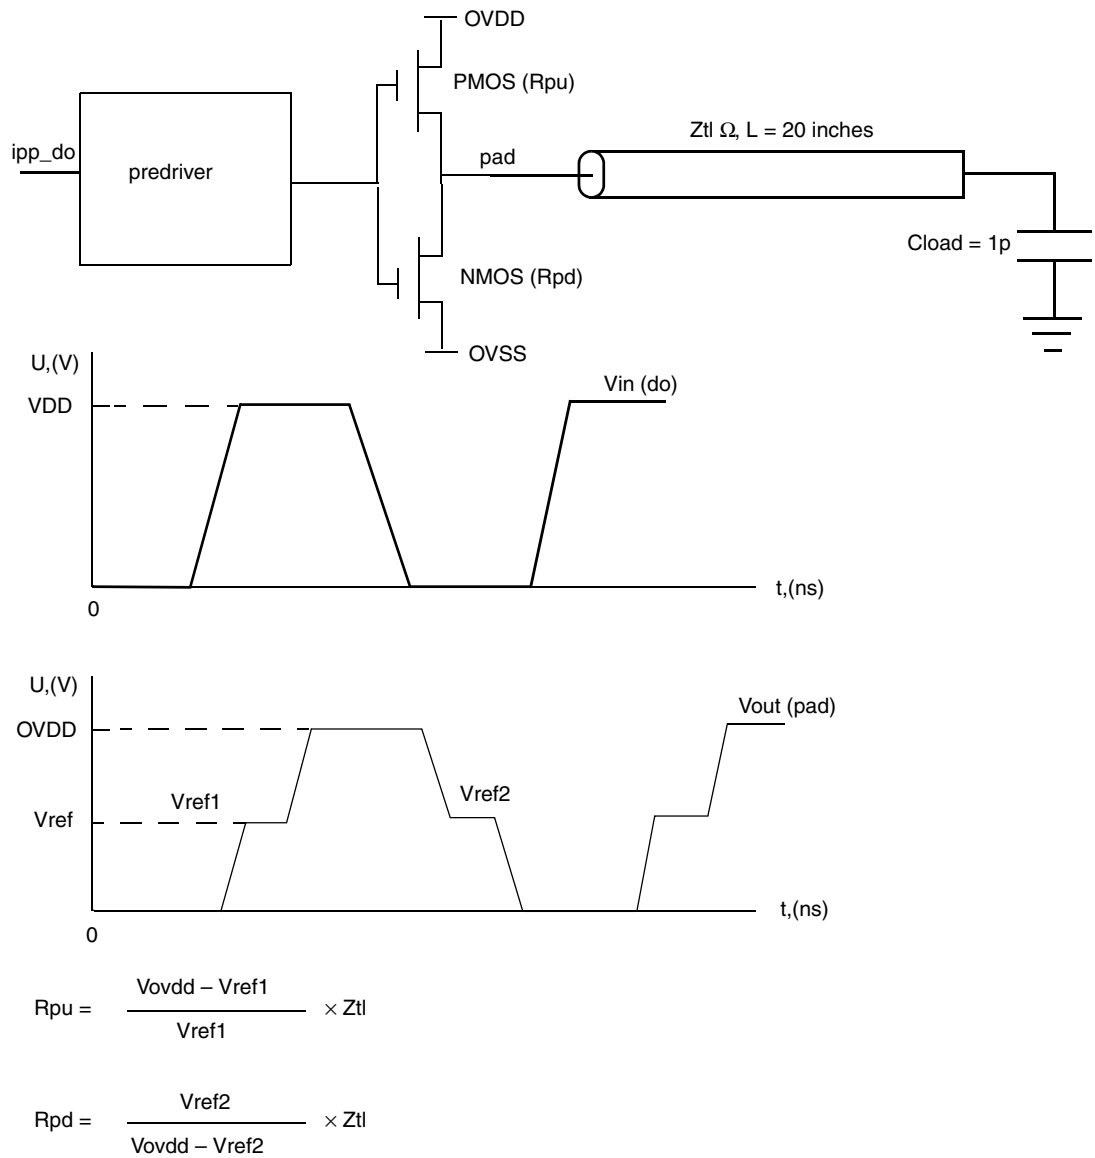 OVDD
PMOS (Rpu)
Ztl Ω, L = 20 inches
ipp_do
predriver
pad
Cload = 1p
NMOS (Rpd)
OVSS
U,(V)
VDD
Vin (do)
t,(ns)
0
U,(V)
OVDD
Vout (pad)
Vref1
Vref2
Vref
t,(ns)
0
Vovdd – Vref1
Rpu = × Ztl
Vref1
Vref2
Rpd = × Ztl
Vovdd – Vref2